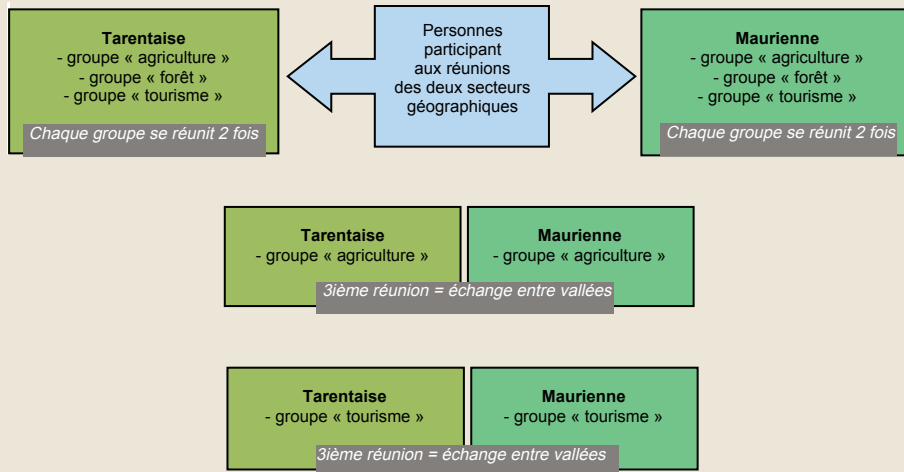 Tarentaise
- groupe « agriculture »
- groupe « forêt »
- groupe « tourisme »
Chaque groupe se réunit 2 fois
Personnes
participant
aux réunions
des deux secteurs
géographiques
Maurienne
- groupe « agriculture »
- groupe « forêt »
- groupe « tourisme »
Chaque groupe se réunit 2 fois
Tarentaise
- groupe « agriculture »
Maurienne
- groupe « agriculture »
3ième réunion = échange entre vallées
Tarentaise
- groupe « tourisme »
Maurienne
- groupe « tourisme »
3ième réunion = échange entre vallées